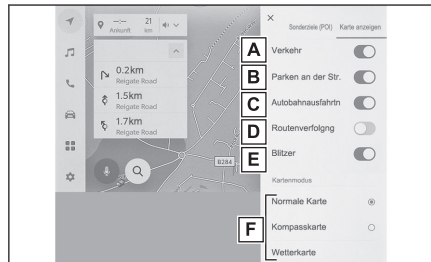 --:-- 21
Ankunft km
0.2km
Reigate Road
1.5km
Reigate Road
1.7km
Reigate Road
B284
Sonderziele (POI) Karte anzeigen
A Verkehr
B Parken an der Str.
C Autobahnausfahrtn
D Routenverfolgng
E Blitzer
Kartenmodus
F
Normale Karte
Kompasskarte
Wetterkarte